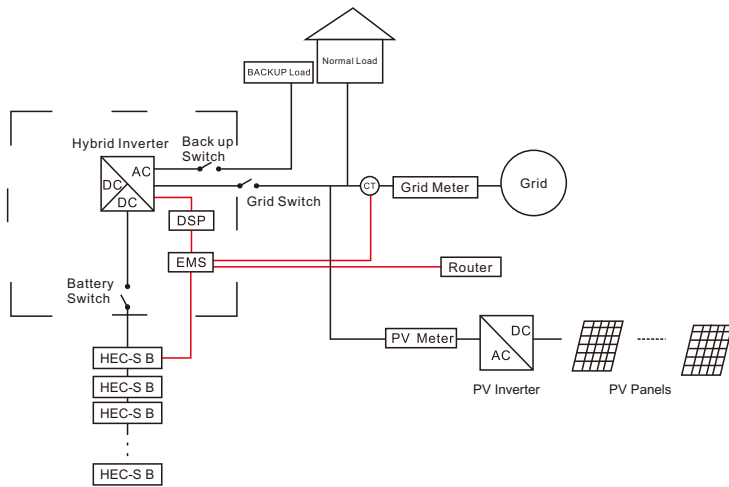 Normal Load
BACKUP Load
Hybrid Inverter
Back up
Switch
AC
DC
DC
Grid Switch
CT
Grid Meter
Grid
DSP
EMS
Router
Battery
Switch
HEC-S B
HEC-S B
HEC-S B
HEC-S B
PV Meter
DC
AC
PV Inverter
PV Panels